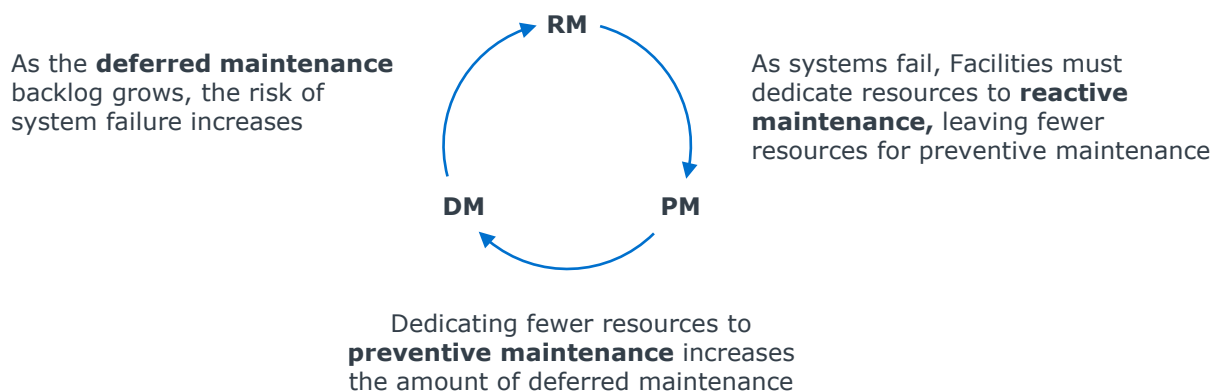 RM
As the deferred maintenance
backlog grows, the risk of
system failure increases
As systems fail, Facilities must
dedicate resources to reactive
maintenance, leaving fewer
resources for preventive maintenance
DM
PM
Dedicating fewer resources to
preventive maintenance increases
the amount of deferred maintenance